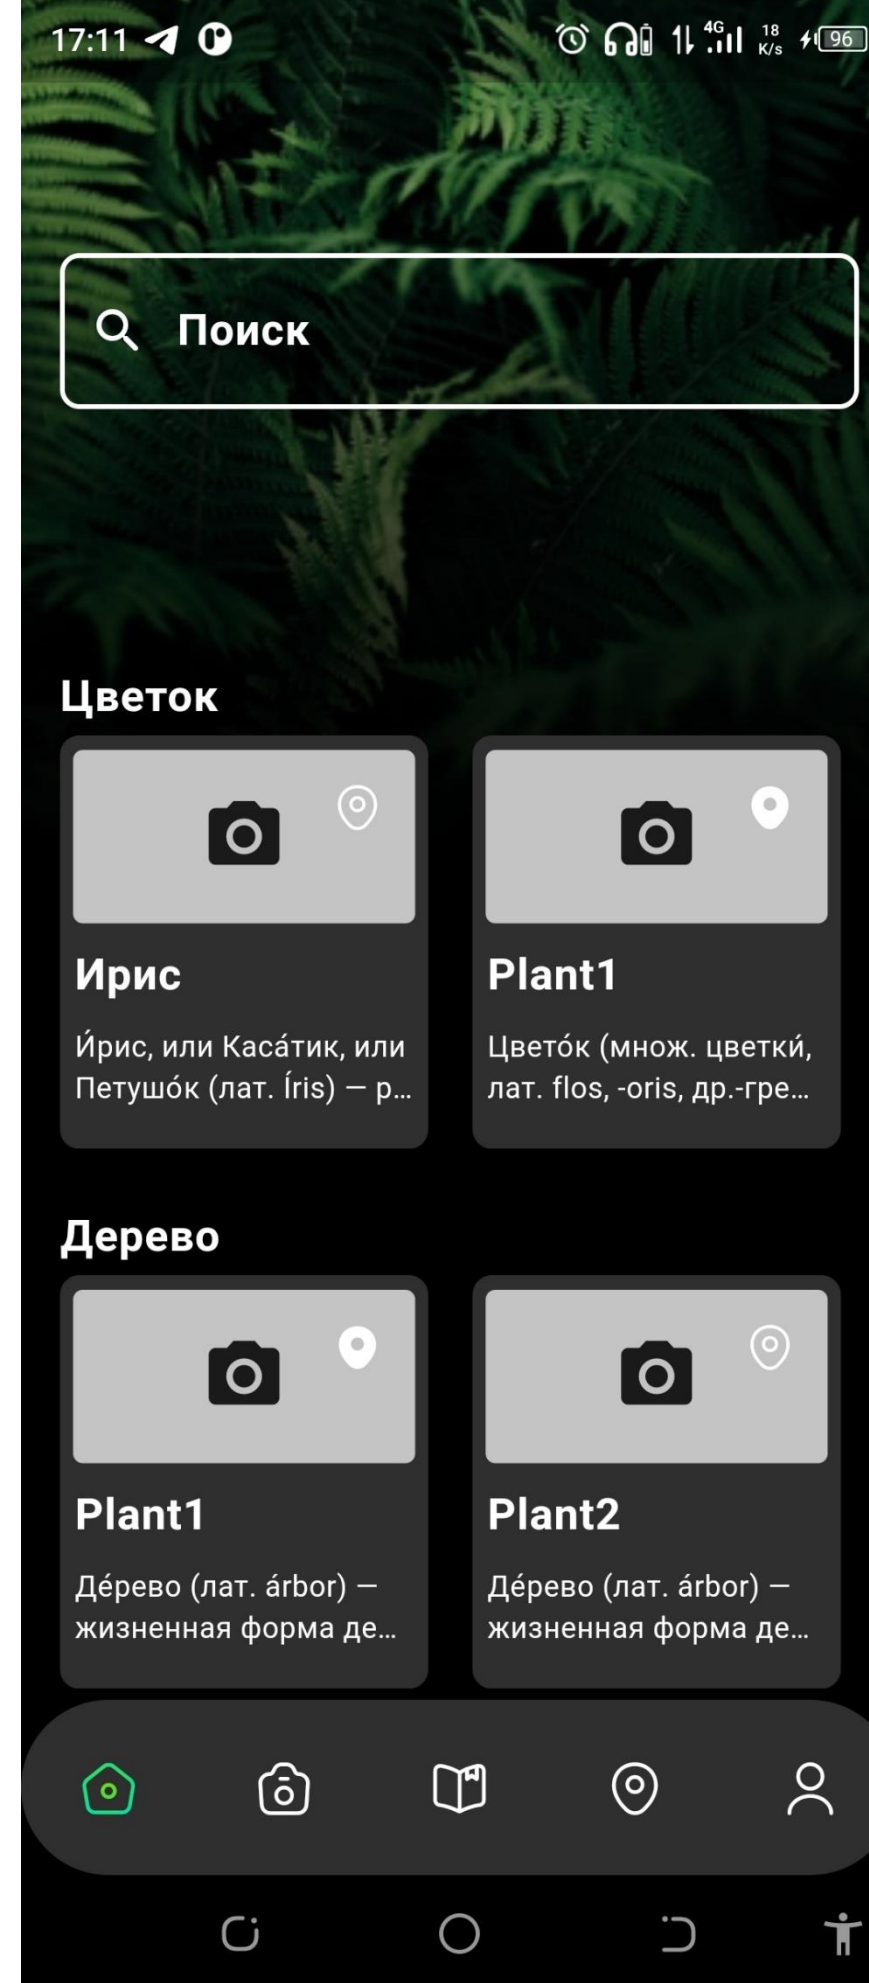 17:11
4G
18
K/s
96
Поиск
Цветок
Ирис
И́рис, или Каса́тик, или
Петушо́к (лат. Íris) — р...
Plant1
Цвето́к (множ. цветки́,
лат. flos, -oris, др.-гре...
Дерево
Plant1
Де́рево (лат. árbor) —
жизненная форма де...
Plant2
Де́рево (лат. árbor) —
жизненная форма де...